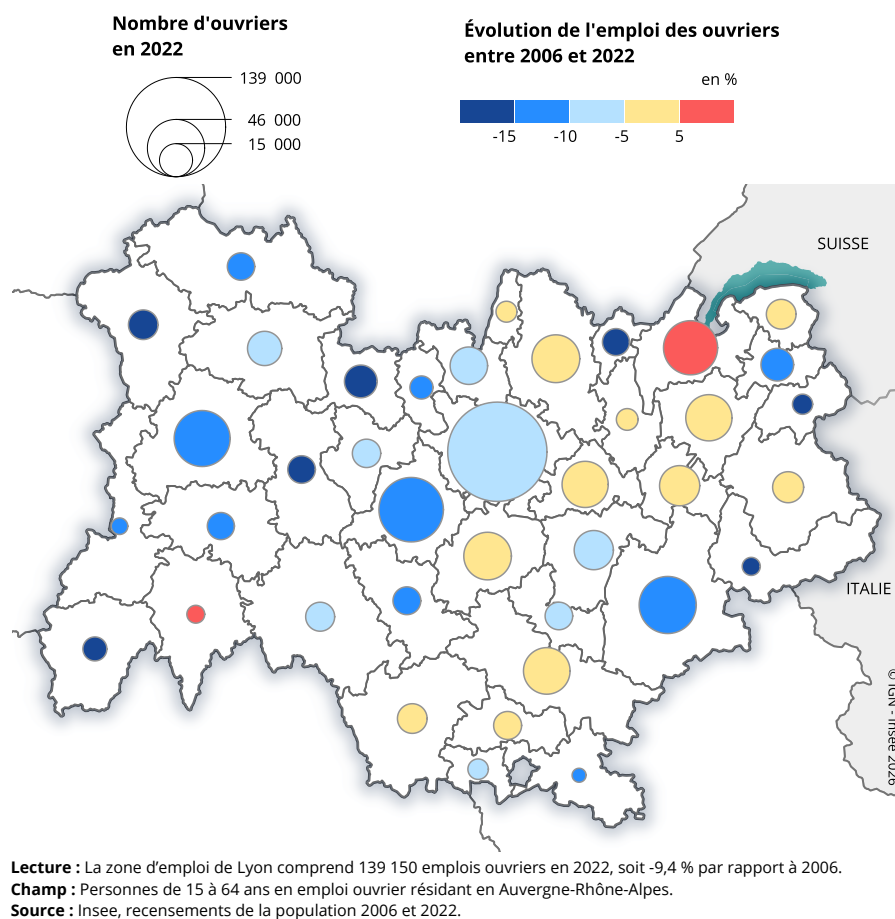 Nombre d'ouvriers
en 2022
139 000
46 000
15 000
Évolution de l'emploi des ouvriers
entre 2006 et 2022
en %
-15 -10 -5 5
SUISSE
ITALIE
© IGN - Insee 2026
Lecture : La zone d’emploi de Lyon comprend 139 150 emplois ouvriers en 2022, soit -9,4 % par rapport à 2006.
Champ : Personnes de 15 à 64 ans en emploi ouvrier résidant en Auvergne-Rhône-Alpes.
Source : Insee, recensements de la population 2006 et 2022.